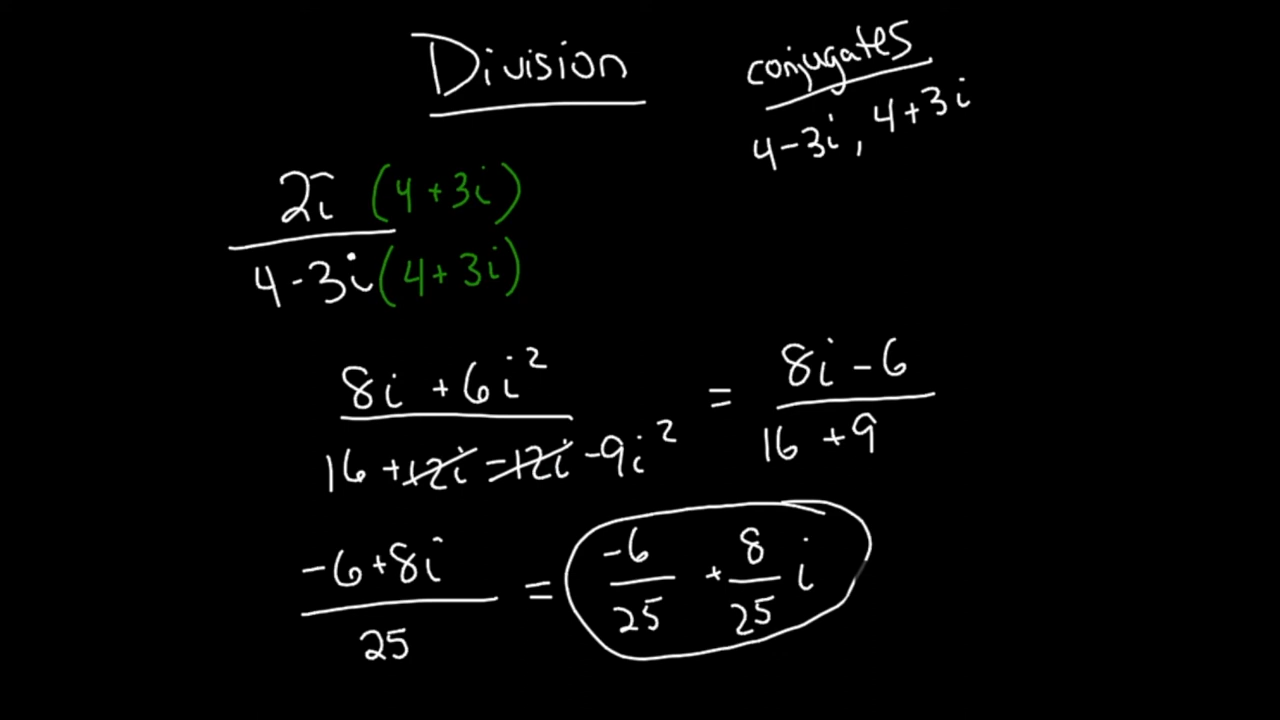 Division
conjugates
4-3i, 4+3i
2i (4+3i)
4-3i (4+3i)
8i + 6i² = 8i - 6
16 +12i -12i -9i² 16 + 9
-6+8i = -6 + 8 i
25 25 25